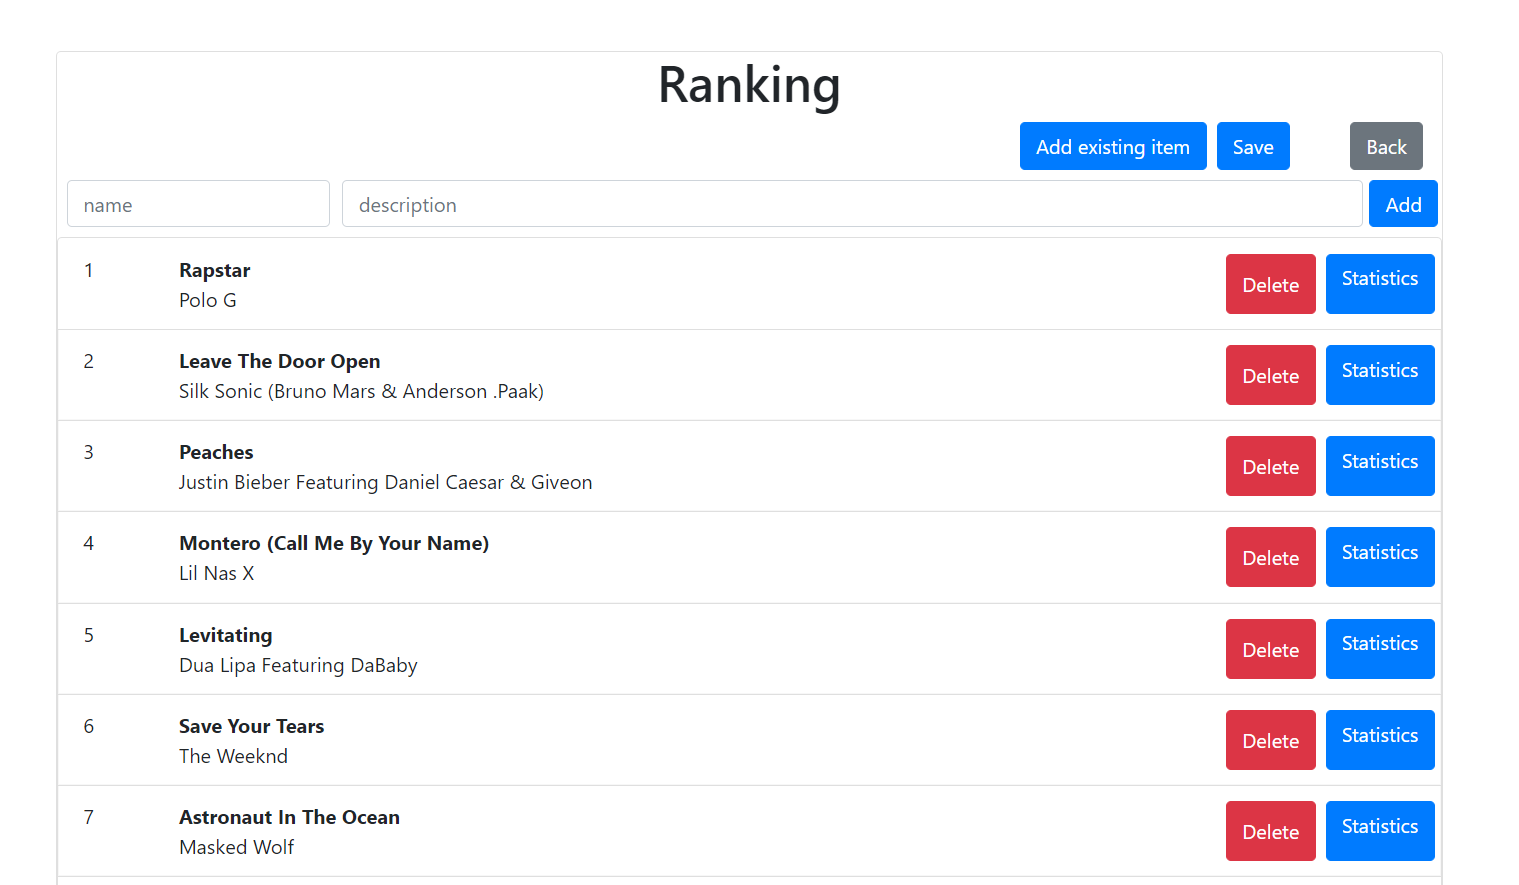 Ranking
Add existing item Save Back
name description Add
1 Rapstar Delete Statistics
Polo G
2 Leave The Door Open Delete Statistics
Silk Sonic (Bruno Mars & Anderson .Paak)
3 Peaches Delete Statistics
Justin Bieber Featuring Daniel Caesar & Giveon
4 Montero (Call Me By Your Name) Delete Statistics
Lil Nas X
5 Levitating Delete Statistics
Dua Lipa Featuring DaBaby
6 Save Your Tears Delete Statistics
The Weeknd
7 Astronaut In The Ocean Delete Statistics
Masked Wolf